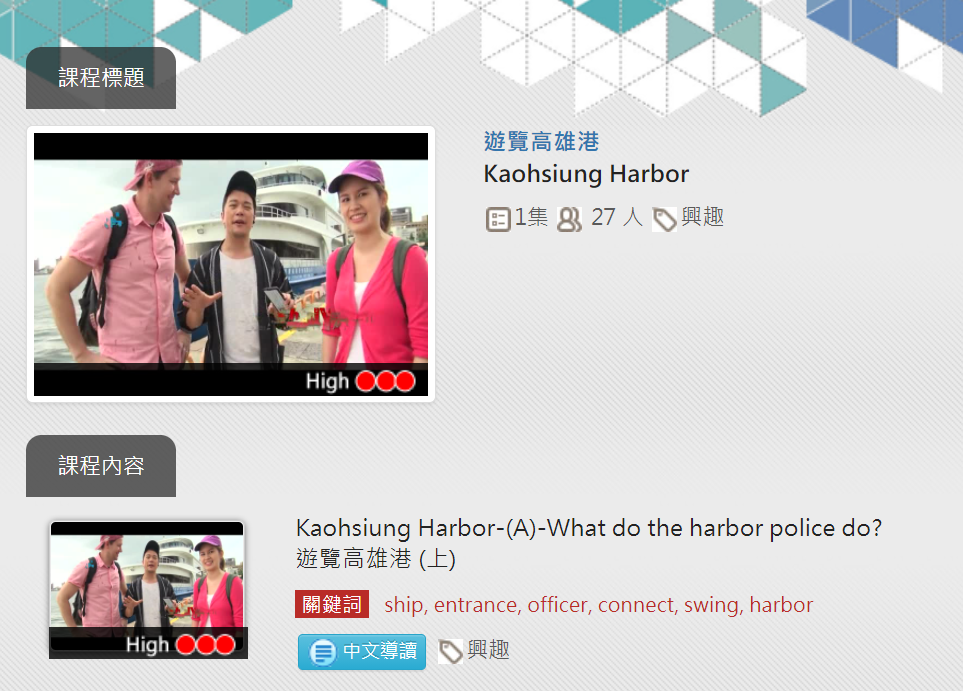 課程標題
遊覽高雄港
Kaohsiung Harbor
1集 27 人 興趣
High
課程內容
Kaohsiung Harbor-(A)-What do the harbor police do?
遊覽高雄港 (上)
關鍵詞 ship, entrance, officer, connect, swing, harbor
High
中文導讀 興趣